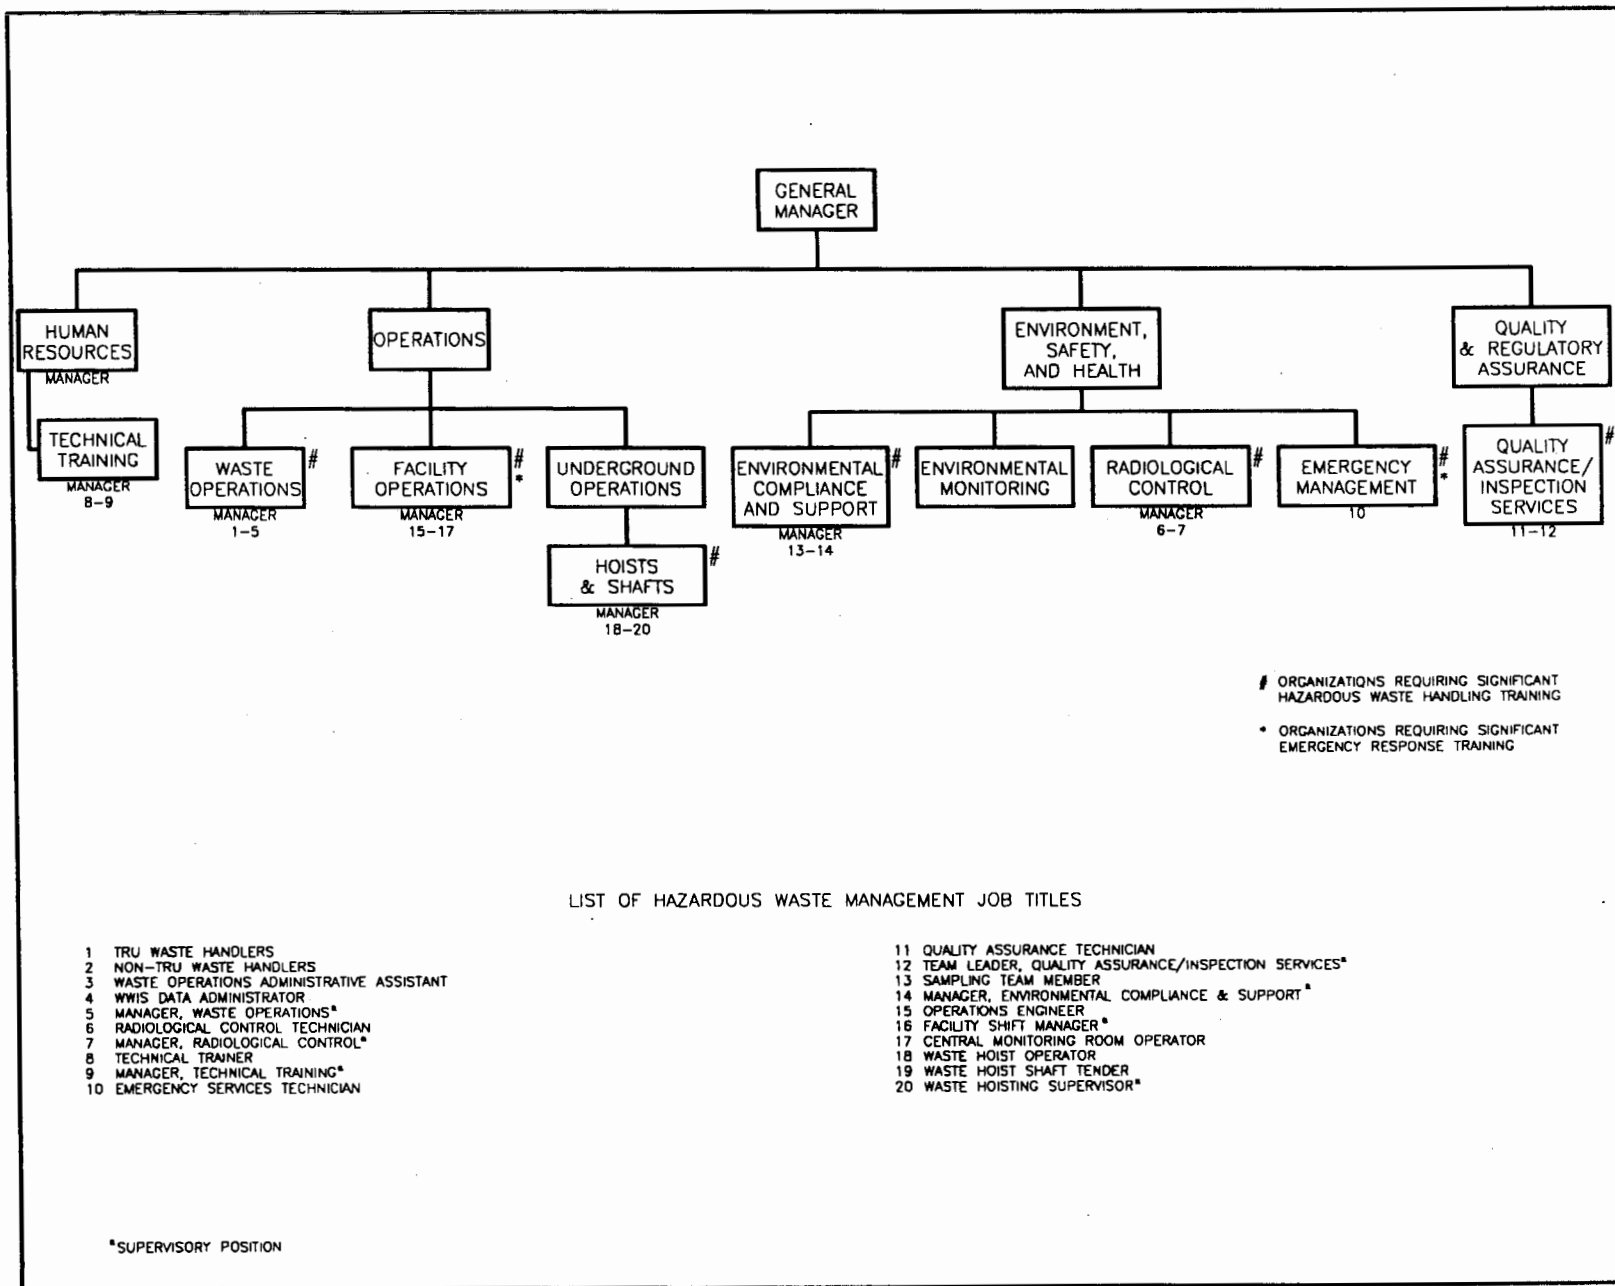 GENERAL
MANAGER
HUMAN
RESOURCES
MANAGER
OPERATIONS
ENVIRONMENT,
SAFETY,
AND HEALTH
QUALITY
& REGULATORY
ASSURANCE
TECHNICAL
TRAINING
MANAGER
8-9
WASTE
OPERATIONS
#
MANAGER
1-5
FACILITY
OPERATIONS
#
*
MANAGER
15-17
UNDERGROUND
OPERATIONS
HOISTS
& SHAFTS
#
MANAGER
18-20
ENVIRONMENTAL
COMPLIANCE
AND SUPPORT
#
MANAGER
13-14
ENVIRONMENTAL
MONITORING
RADIOLOGICAL
CONTROL
#
MANAGER
6-7
EMERGENCY
MANAGEMENT
#
*
10
QUALITY
ASSURANCE/
INSPECTION
SERVICES
#
11-12
# ORGANIZATIONS REQUIRING SIGNIFICANT
HAZARDOUS WASTE HANDLING TRAINING
* ORGANIZATIONS REQUIRING SIGNIFICANT
EMERGENCY RESPONSE TRAINING
LIST OF HAZARDOUS WASTE MANAGEMENT JOB TITLES
1 TRU WASTE HANDLERS
2 NON-TRU WASTE HANDLERS
3 WASTE OPERATIONS ADMINISTRATIVE ASSISTANT
4 WWIS DATA ADMINISTRATOR
5 MANAGER, WASTE OPERATIONSª
6 RADIOLOGICAL CONTROL TECHNICIAN
7 MANAGER, RADIOLOGICAL CONTROLª
8 TECHNICAL TRAINER
9 MANAGER, TECHNICAL TRAININGª
10 EMERGENCY SERVICES TECHNICIAN
11 QUALITY ASSURANCE TECHNICIAN
12 TEAM LEADER, QUALITY ASSURANCE/INSPECTION SERVICESª
13 SAMPLING TEAM MEMBER
14 MANAGER, ENVIRONMENTAL COMPLIANCE & SUPPORTª
15 OPERATIONS ENGINEER
16 FACILITY SHIFT MANAGERª
17 CENTRAL MONITORING ROOM OPERATOR
18 WASTE HOIST OPERATOR
19 WASTE HOIST SHAFT TENDER
20 WASTE HOISTING SUPERVISORª
ªSUPERVISORY POSITION